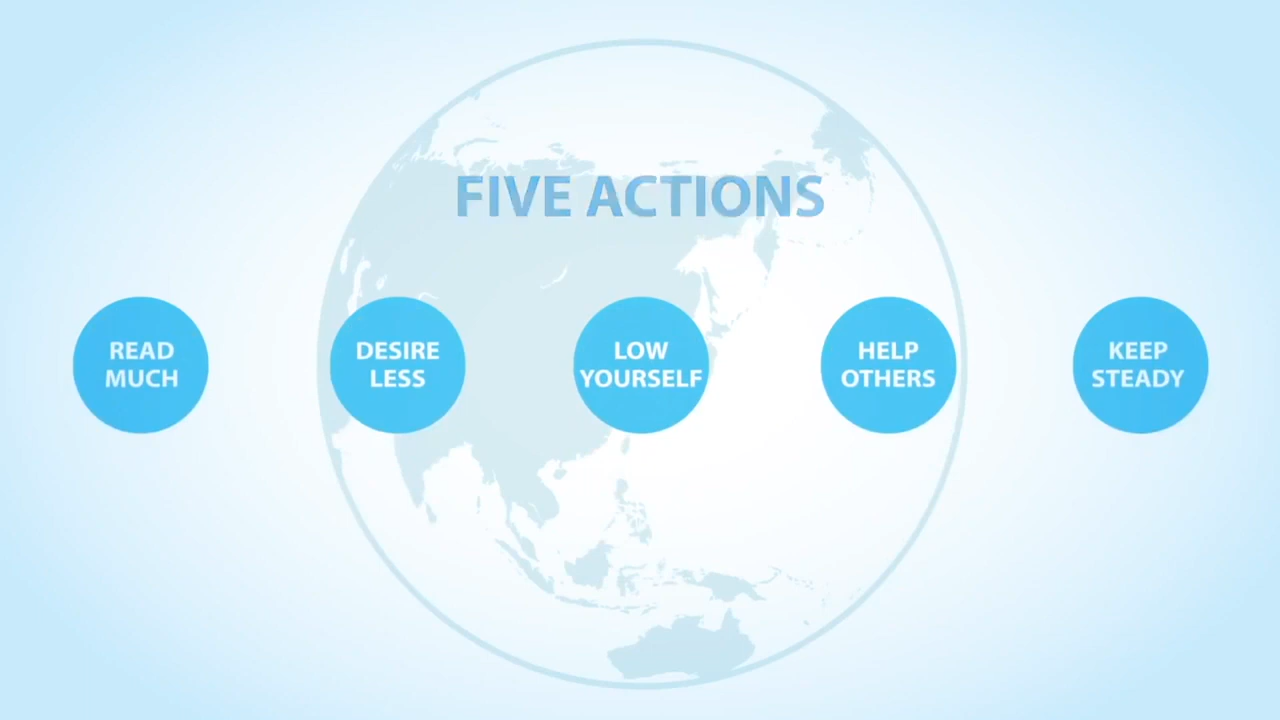 FIVE ACTIONS
READ
MUCH
DESIRE
LESS
LOW
YOURSELF
HELP
OTHERS
KEEP
STEADY